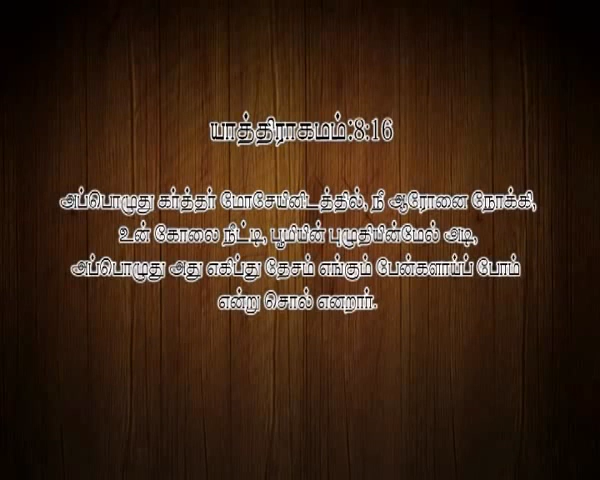 யாத்திராகமம்:8:16
அப்பொழுது கர்த்தர் மோசேயினிடத்தில், நீ ஆரோனை நோக்கி,
உன் கோலை நீட்டி, பூமியின் புழுதியின்மேல் அடி,
அப்பொழுது அது எகிப்து தேசம் எங்கும் பேன்களாய்ப் போம்
என்று சொல் என்றார்.